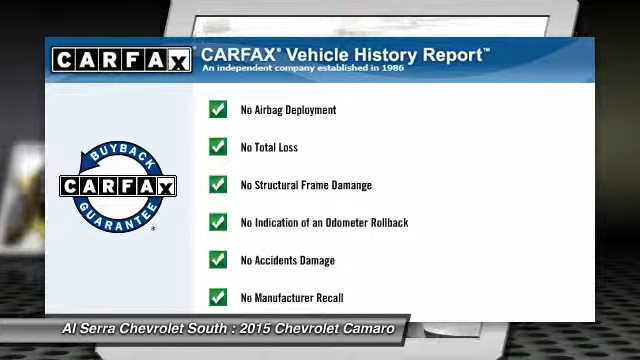 CARFAX
CARFAX® Vehicle History Report™
An independent company established in 1986
No Airbag Deployment
No Total Loss
No Structural Frame Damange
No Indication of an Odometer Rollback
No Accidents Damage
No Manufacturer Recall
BUYBACK
CARFAX
GUARANTEE®
Al Serra Chevrolet South : 2015 Chevrolet Camaro